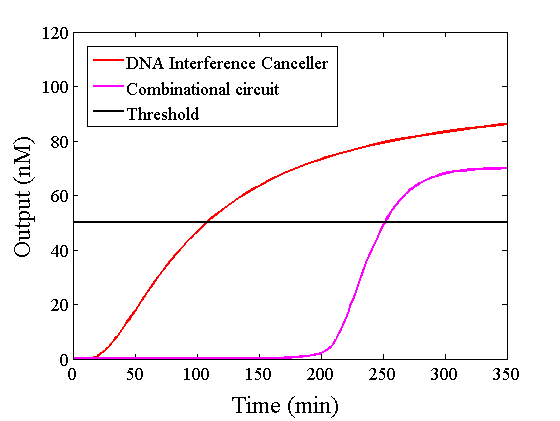 120
100
80
60
40
20
0
Output (nM)
DNA Interference Canceller
Combinational circuit
Threshold
0 50 100 150 200 250 300 350
Time (min)